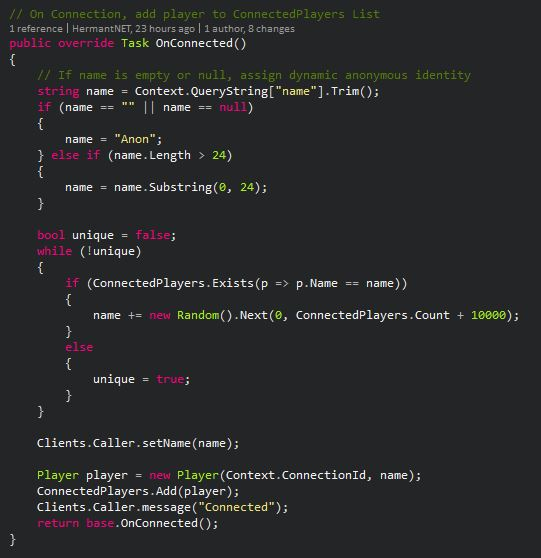 // On Connection, add player to ConnectedPlayers List
1 reference | HermantNET, 23 hours ago | 1 author, 8 changes
public override Task OnConnected()
{
    // If name is empty or null, assign dynamic anonymous identity
    string name = Context.QueryString["name"].Trim();
    if (name == "" || name == null)
    {
        name = "Anon";
    } else if (name.Length > 24)
    {
        name = name.Substring(0, 24);
    }

    bool unique = false;
    while (!unique)
    {
        if (ConnectedPlayers.Exists(p => p.Name == name))
        {
            name += new Random().Next(0, ConnectedPlayers.Count + 10000);
        }
        else
        {
            unique = true;
        }
    }

    Clients.Caller.setName(name);

    Player player = new Player(Context.ConnectionId, name);
    ConnectedPlayers.Add(player);
    Clients.Caller.message("Connected");
    return base.OnConnected();
}